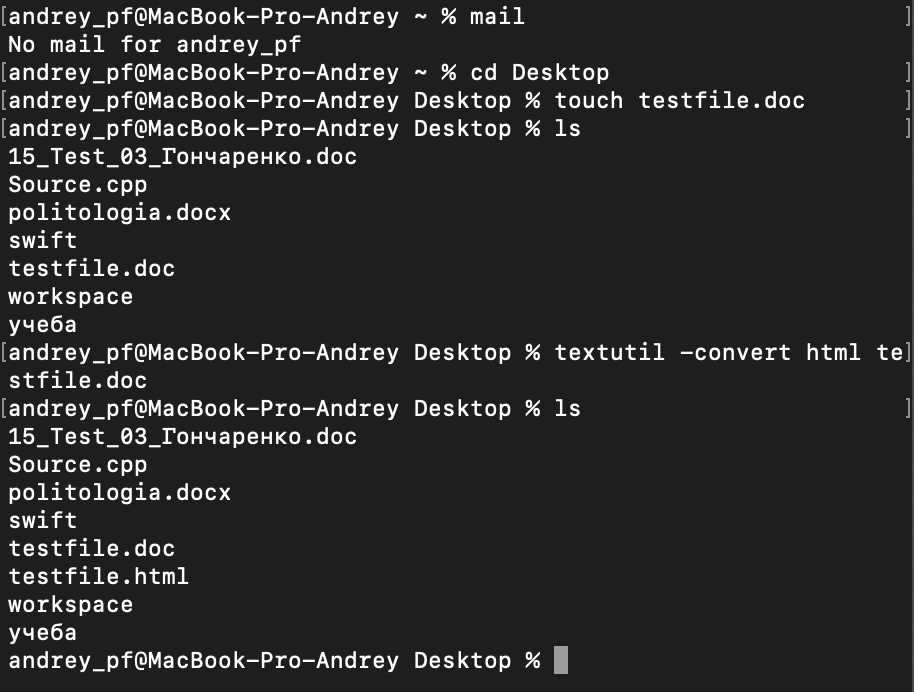 [andrey_pf@MacBook-Pro-Andrey ~ % mail ]
No mail for andrey_pf
[andrey_pf@MacBook-Pro-Andrey ~ % cd Desktop ]
[andrey_pf@MacBook-Pro-Andrey Desktop % touch testfile.doc ]
[andrey_pf@MacBook-Pro-Andrey Desktop % ls ]
15_Test_03_Гончаренко.doc
Source.cpp
politologia.docx
swift
testfile.doc
workspace
учеба
[andrey_pf@MacBook-Pro-Andrey Desktop % textutil -convert html te]
stfile.doc
[andrey_pf@MacBook-Pro-Andrey Desktop % ls ]
15_Test_03_Гончаренко.doc
Source.cpp
politologia.docx
swift
testfile.doc
testfile.html
workspace
учеба
andrey_pf@MacBook-Pro-Andrey Desktop %